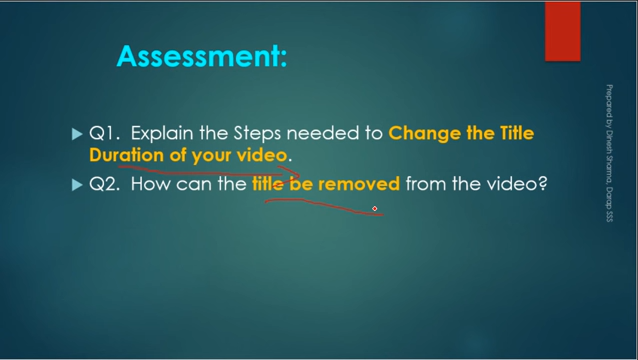 Assessment:
Q1. Explain the Steps needed to Change the Title
Duration of your video.
Q2. How can the title be removed from the video?
Prepared by Dinesh Sharma, Darap SSS